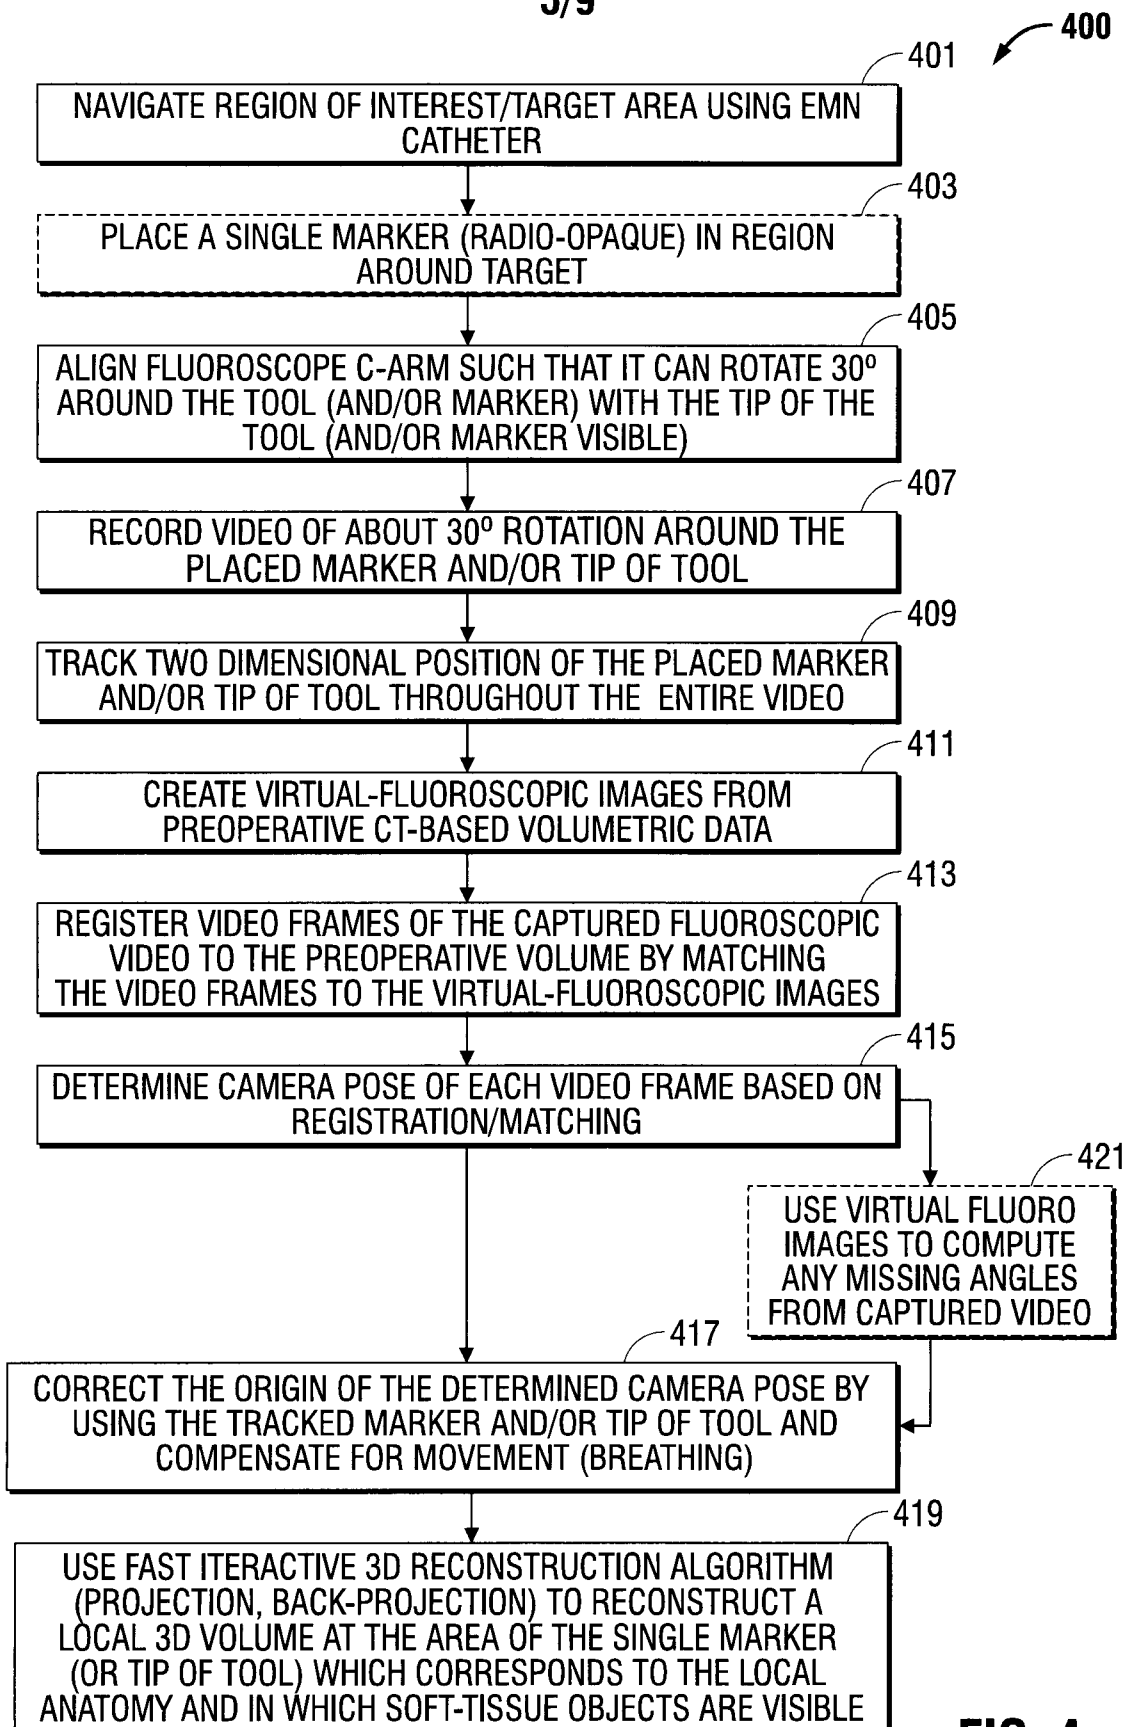 5/9
400
401
NAVIGATE REGION OF INTEREST/TARGET AREA USING EMN
CATHETER
403
PLACE A SINGLE MARKER (RADIO-OPAQUE) IN REGION
AROUND TARGET
405
ALIGN FLUOROSCOPE C-ARM SUCH THAT IT CAN ROTATE 30º
AROUND THE TOOL (AND/OR MARKER) WITH THE TIP OF THE
TOOL (AND/OR MARKER VISIBLE)
407
RECORD VIDEO OF ABOUT 30º ROTATION AROUND THE
PLACED MARKER AND/OR TIP OF TOOL
409
TRACK TWO DIMENSIONAL POSITION OF THE PLACED MARKER
AND/OR TIP OF TOOL THROUGHOUT THE ENTIRE VIDEO
411
CREATE VIRTUAL-FLUOROSCOPIC IMAGES FROM
PREOPERATIVE CT-BASED VOLUMETRIC DATA
413
REGISTER VIDEO FRAMES OF THE CAPTURED FLUOROSCOPIC
VIDEO TO THE PREOPERATIVE VOLUME BY MATCHING
THE VIDEO FRAMES TO THE VIRTUAL-FLUOROSCOPIC IMAGES
415
DETERMINE CAMERA POSE OF EACH VIDEO FRAME BASED ON
REGISTRATION/MATCHING
421
USE VIRTUAL FLUORO
IMAGES TO COMPUTE
ANY MISSING ANGLES
FROM CAPTURED VIDEO
417
CORRECT THE ORIGIN OF THE DETERMINED CAMERA POSE BY
USING THE TRACKED MARKER AND/OR TIP OF TOOL AND
COMPENSATE FOR MOVEMENT (BREATHING)
419
USE FAST ITERACTIVE 3D RECONSTRUCTION ALGORITHM
(PROJECTION, BACK-PROJECTION) TO RECONSTRUCT A
LOCAL 3D VOLUME AT THE AREA OF THE SINGLE MARKER
(OR TIP OF TOOL) WHICH CORRESPONDS TO THE LOCAL
ANATOMY AND IN WHICH SOFT-TISSUE OBJECTS ARE VISIBLE
FIG. 4